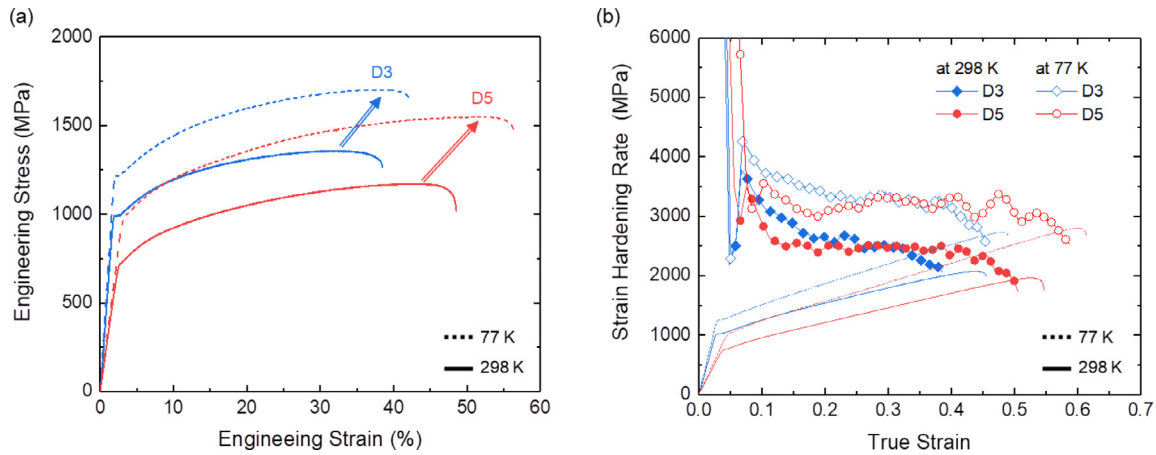 (a)
2000
1500
1000
500
0
Engineering Stress (MPa)
D3
D5
77 K
298 K
0 10 20 30 40 50 60
Engineeing Strain (%)
(b)
6000
5000
4000
3000
2000
1000
0
Strain Hardening Rate (MPa)
at 298 K at 77 K
D3 D3
D5 D5
77 K
298 K
0.0 0.1 0.2 0.3 0.4 0.5 0.6 0.7
True Strain